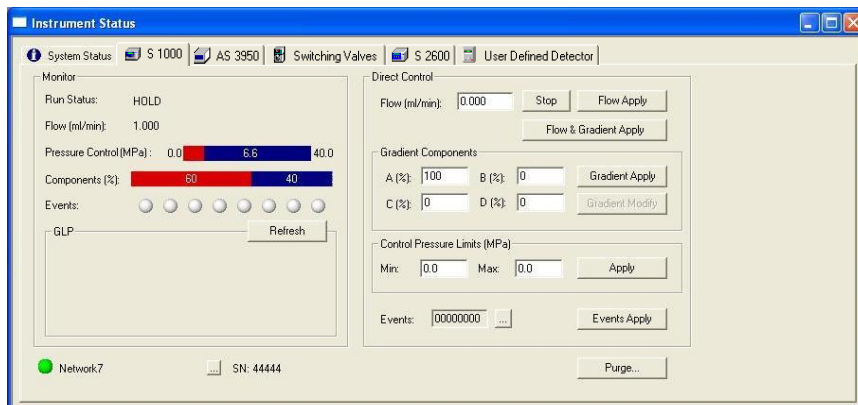 Instrument Status
System Status S 1000 AS 3950 Switching Valves S 2600 User Defined Detector
Monitor
Run Status: HOLD
Flow (ml/min): 1.000
Pressure Control(MPa) : 0.0 6.6 40.0
Components (%): 60 40
Events:
GLP
Refresh
Network7 ... SN: 44444
Direct Control
Flow (ml/min): 0.000 Stop Flow Apply
Flow & Gradient Apply
Gradient Components
A (%): 100 B (%): 0 Gradient Apply
C (%): 0 D (%): 0 Gradient Modify
Control Pressure Limits (MPa)
Min: 0.0 Max: 0.0 Apply
Events: 00000000 ... Events Apply
Purge...